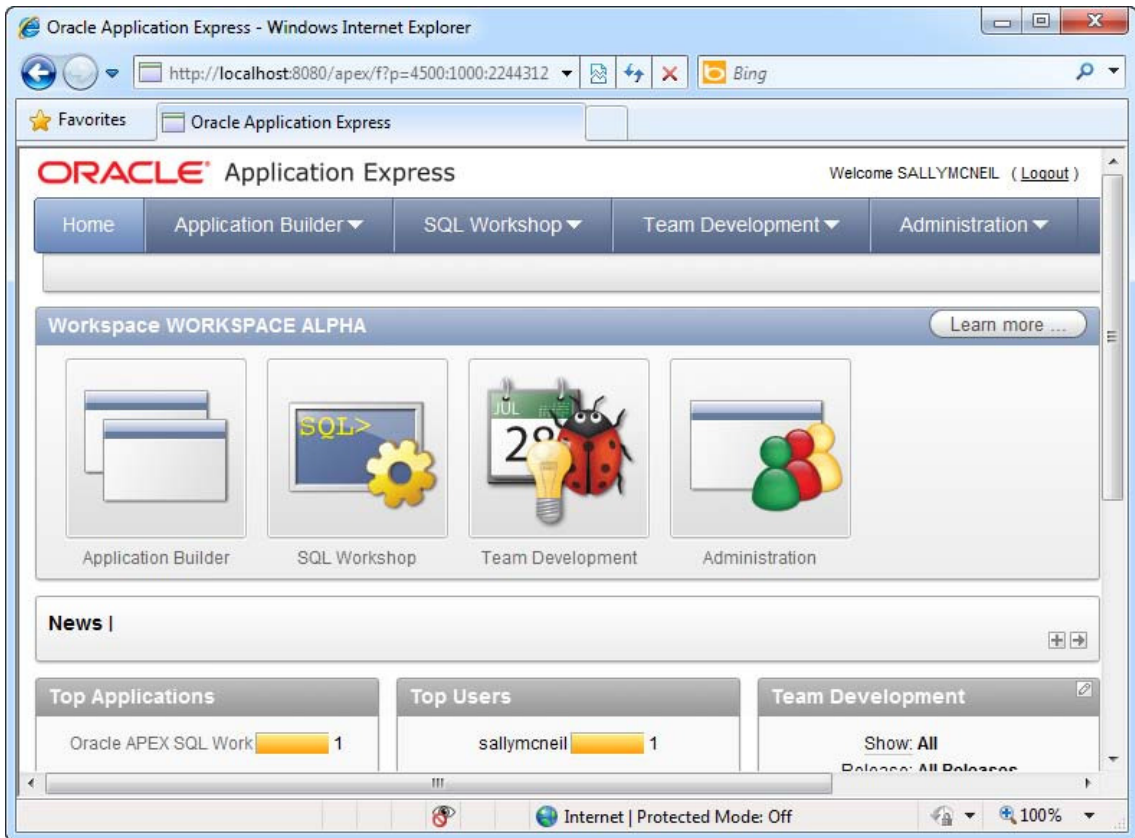 Oracle Application Express - Windows Internet Explorer
http://localhost:8080/apex/f?p=4500:1000:2244312
Bing
Favorites
Oracle Application Express
ORACLE® Application Express
Welcome SALLYMCNEIL ( Logout )
Home
Application Builder
SQL Workshop
Team Development
Administration
Workspace WORKSPACE ALPHA
Learn more ...
SQL>
JUL
28
Application Builder
SQL Workshop
Team Development
Administration
News |
Top Applications
Top Users
Team Development
Oracle APEX SQL Work 1
sallymcneil 1
Show: All
Release: All Releases
Internet | Protected Mode: Off
100%